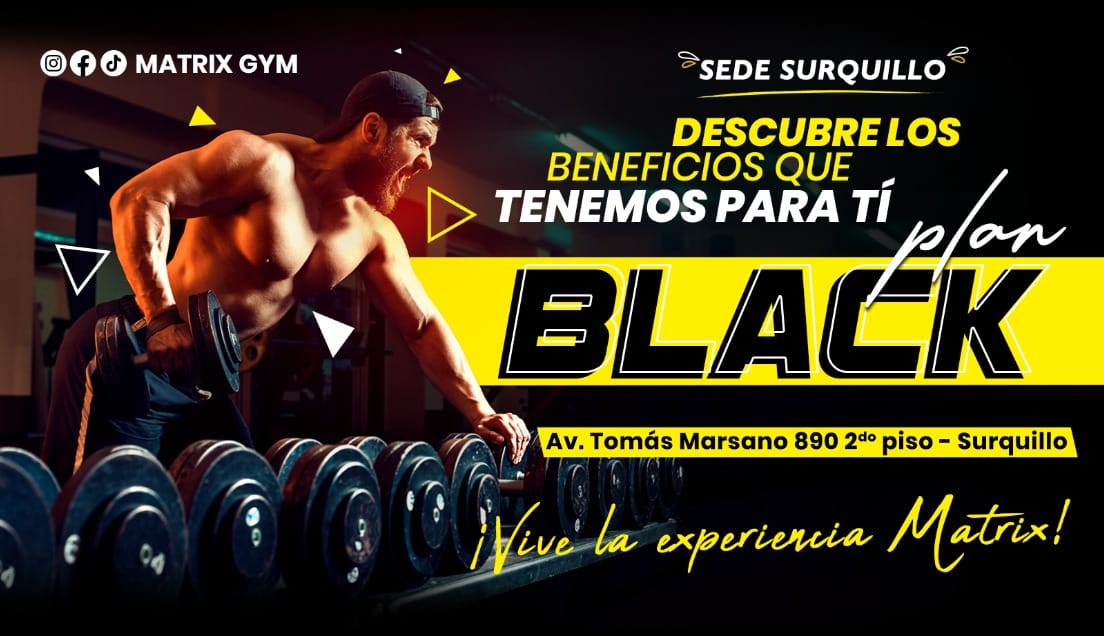 MATRIX GYM
SEDE SURQUILLO
DESCUBRE LOS
BENEFICIOS QUE
TENEMOS PARA TÍ
plan
BLACK
Av. Tomás Marsano 890 2do piso - Surquillo
¡Vive la experiencia Matrix!